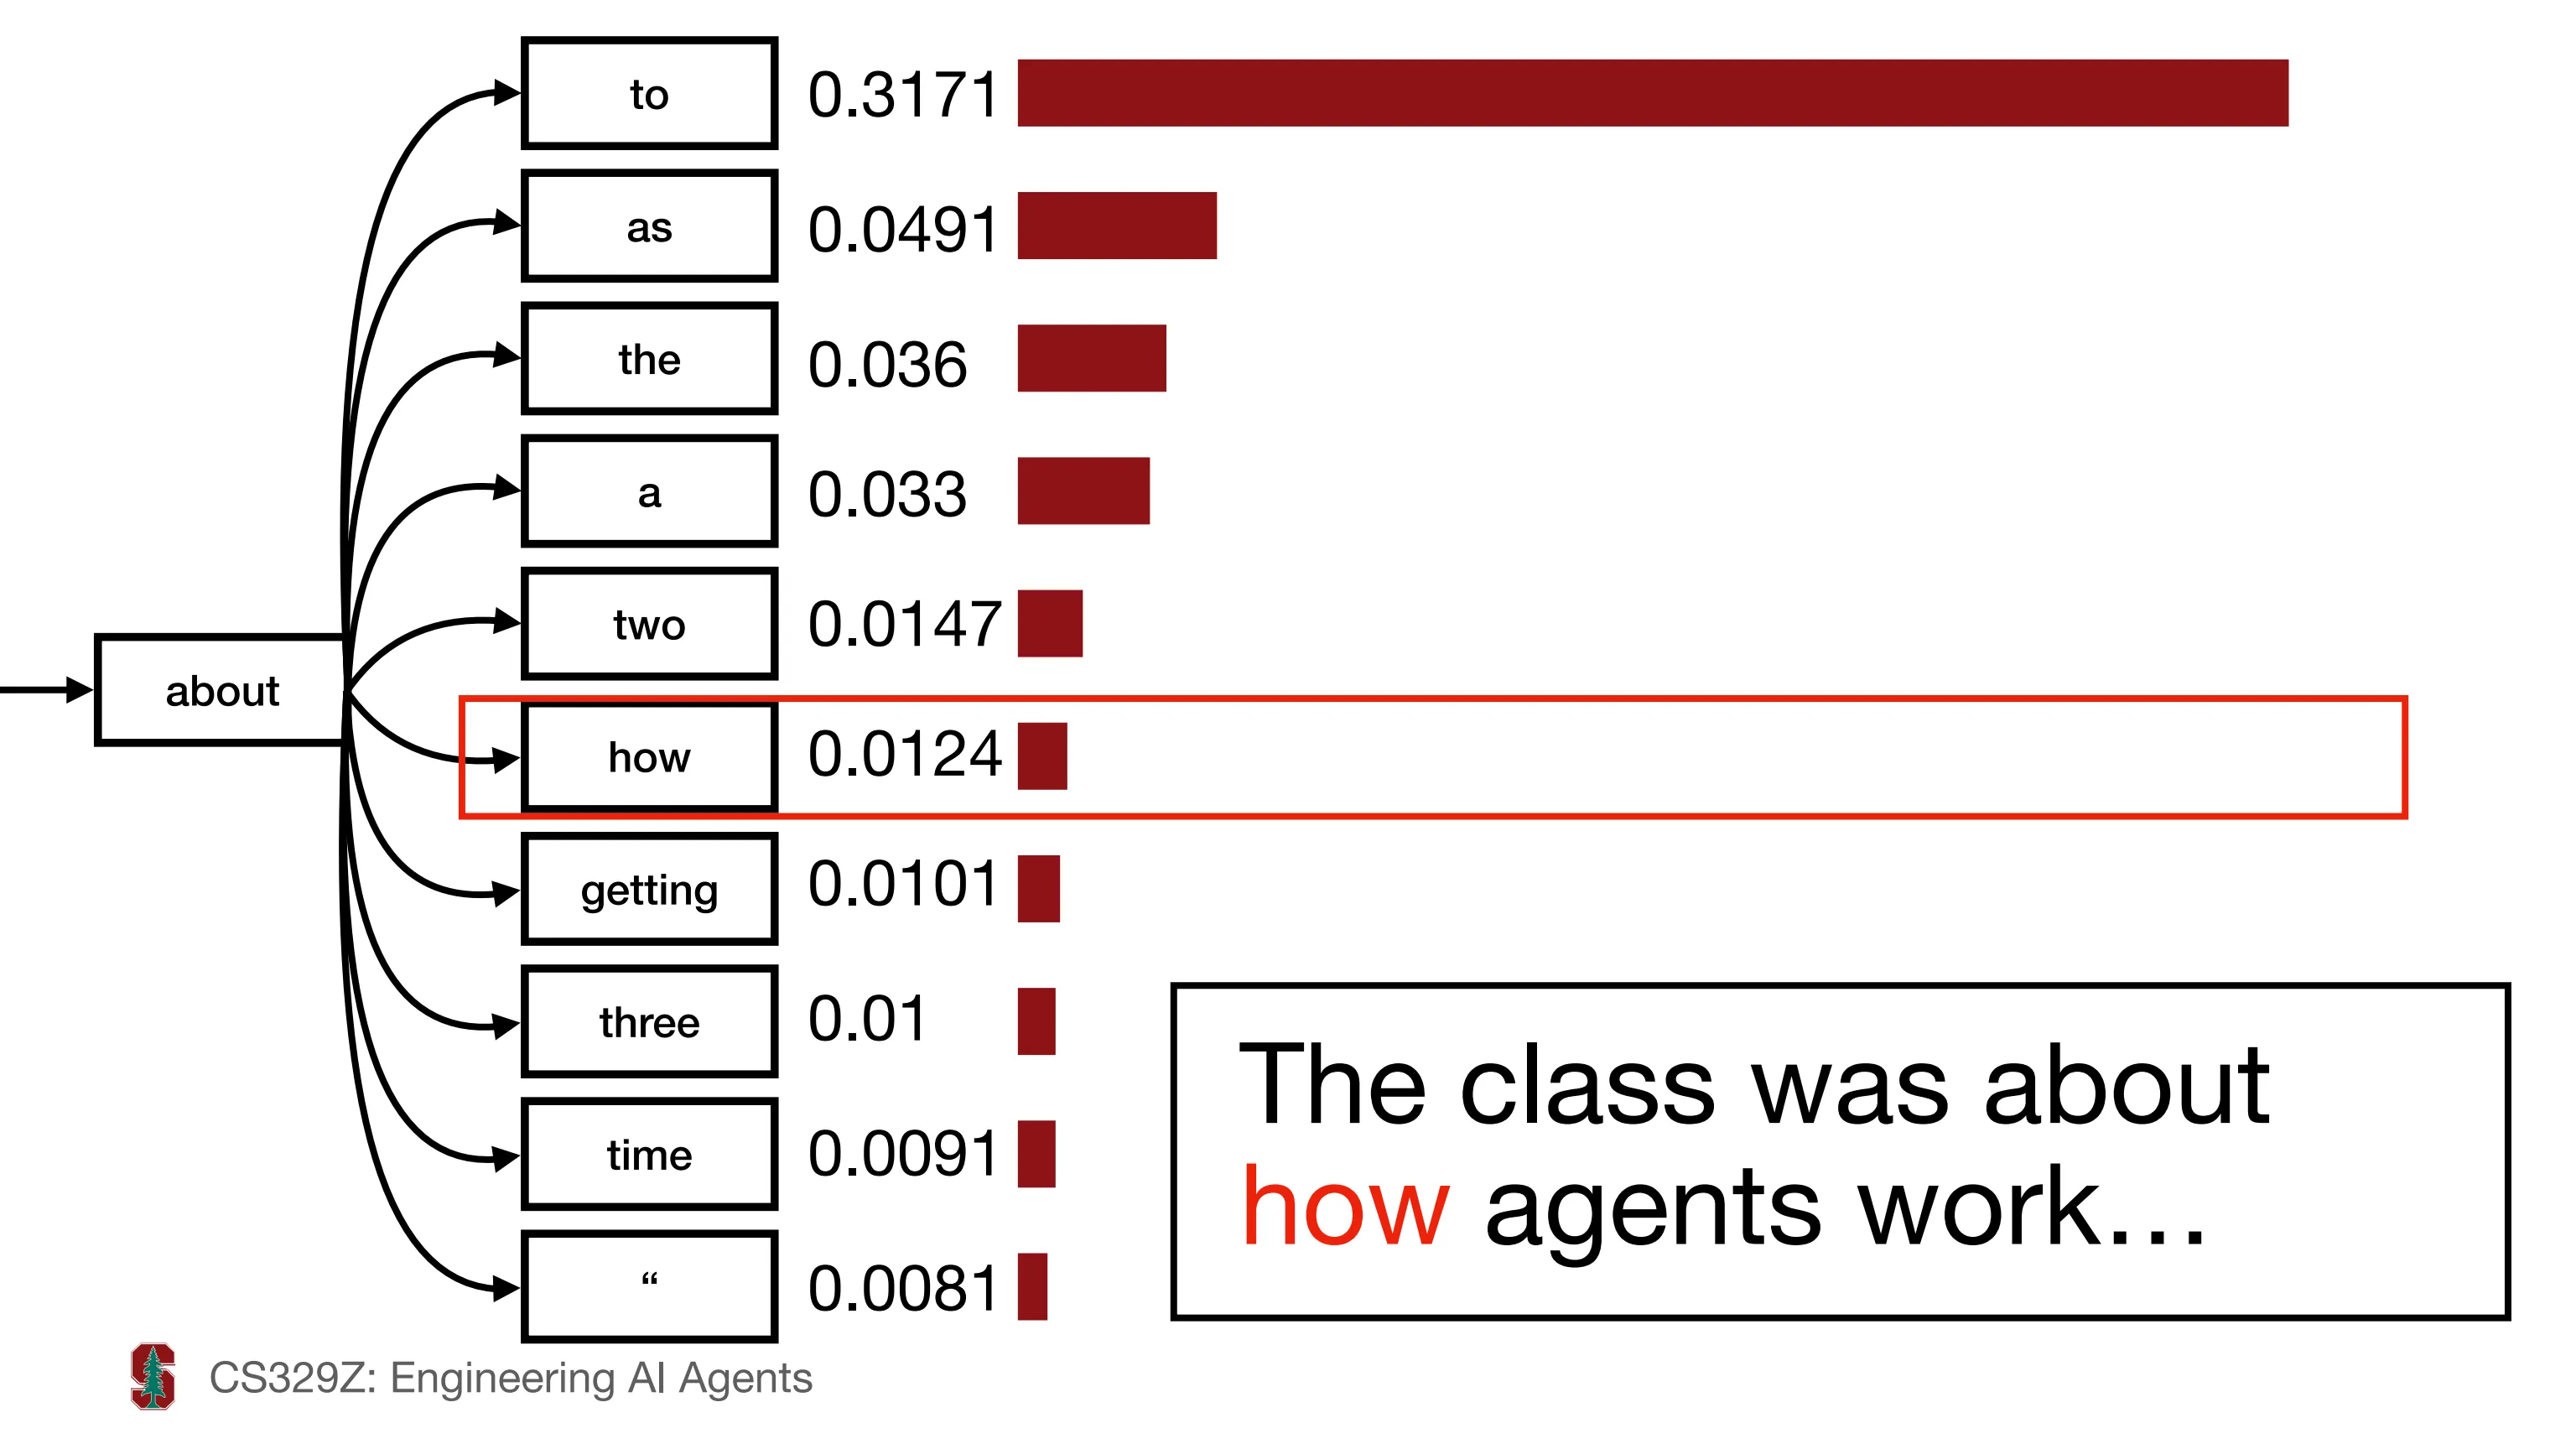 to 0.3171
as 0.0491
the 0.036
a 0.033
two 0.0147
about
how 0.0124
getting 0.0101
three 0.01
time 0.0091
“ 0.0081
The class was about
how agents work...
CS329Z: Engineering AI Agents